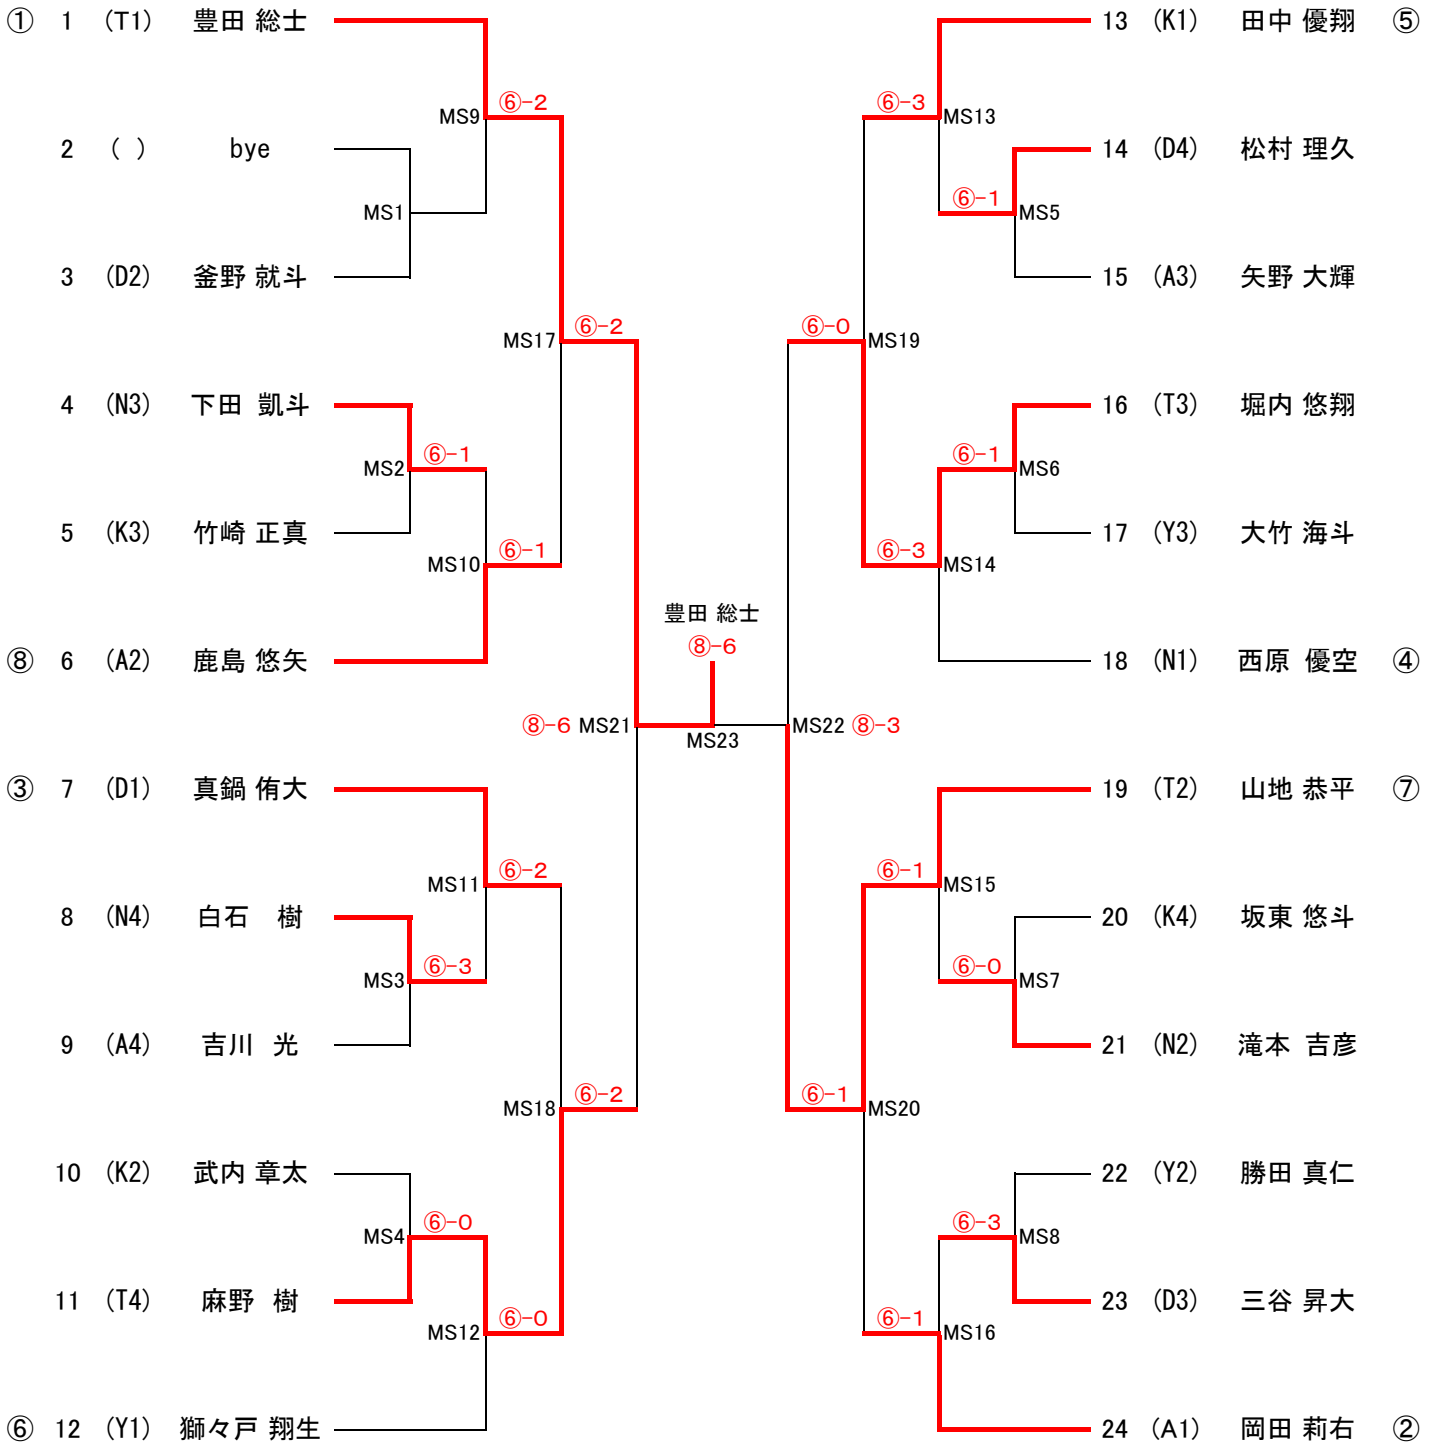 ① 1 (T1) 豊田 総士
⑥-2
MS9
2 ( ) bye
MS1
3 (D2) 釜野 就斗
⑥-2
MS17
4 (N3) 下田 凱斗
⑥-1
MS2
5 (K3) 竹崎 正真
⑥-1
MS10
⑧ 6 (A2) 鹿島 悠矢
⑧-6 MS21
③ 7 (D1) 真鍋 侑大
⑥-2
MS11
8 (N4) 白石 樹
⑥-3
MS3
9 (A4) 吉川 光
⑥-2
MS18
10 (K2) 武内 章太
⑥-0
MS4
11 (T4) 麻野 樹
⑥-0
MS12
⑥ 12 (Y1) 獅々戸 翔生
豊田 総士
⑧-6
MS23
13 (K1) 田中 優翔 ⑤
⑥-3
MS13
14 (D4) 松村 理久
⑥-1
MS5
15 (A3) 矢野 大輝
⑥-0
MS19
16 (T3) 堀内 悠翔
⑥-1
MS6
17 (Y3) 大竹 海斗
⑥-3
MS14
18 (N1) 西原 優空 ④
MS22 ⑧-3
19 (T2) 山地 恭平 ⑦
⑥-1
MS15
20 (K4) 坂東 悠斗
⑥-0
MS7
21 (N2) 滝本 吉彦
⑥-1
MS20
22 (Y2) 勝田 真仁
⑥-3
MS8
23 (D3) 三谷 昇大
⑥-1
MS16
24 (A1) 岡田 莉右 ②